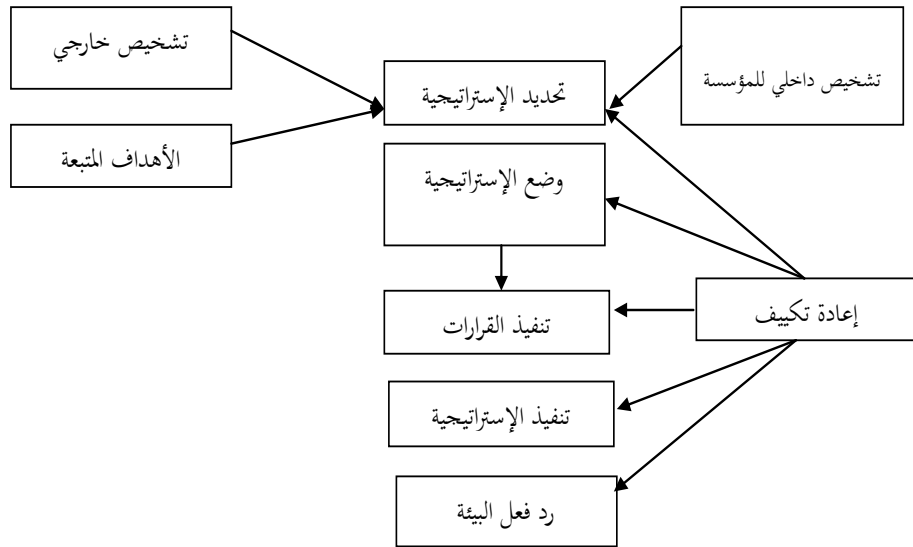 تشخيص خارجي
تشخيص داخلي للمؤسسة
تحديد الإستراتيجية
الأهداف المتبعة
وضع الإستراتيجية
إعادة تكييف
تنفيذ القرارات
تنفيذ الإستراتيجية
رد فعل البيئة